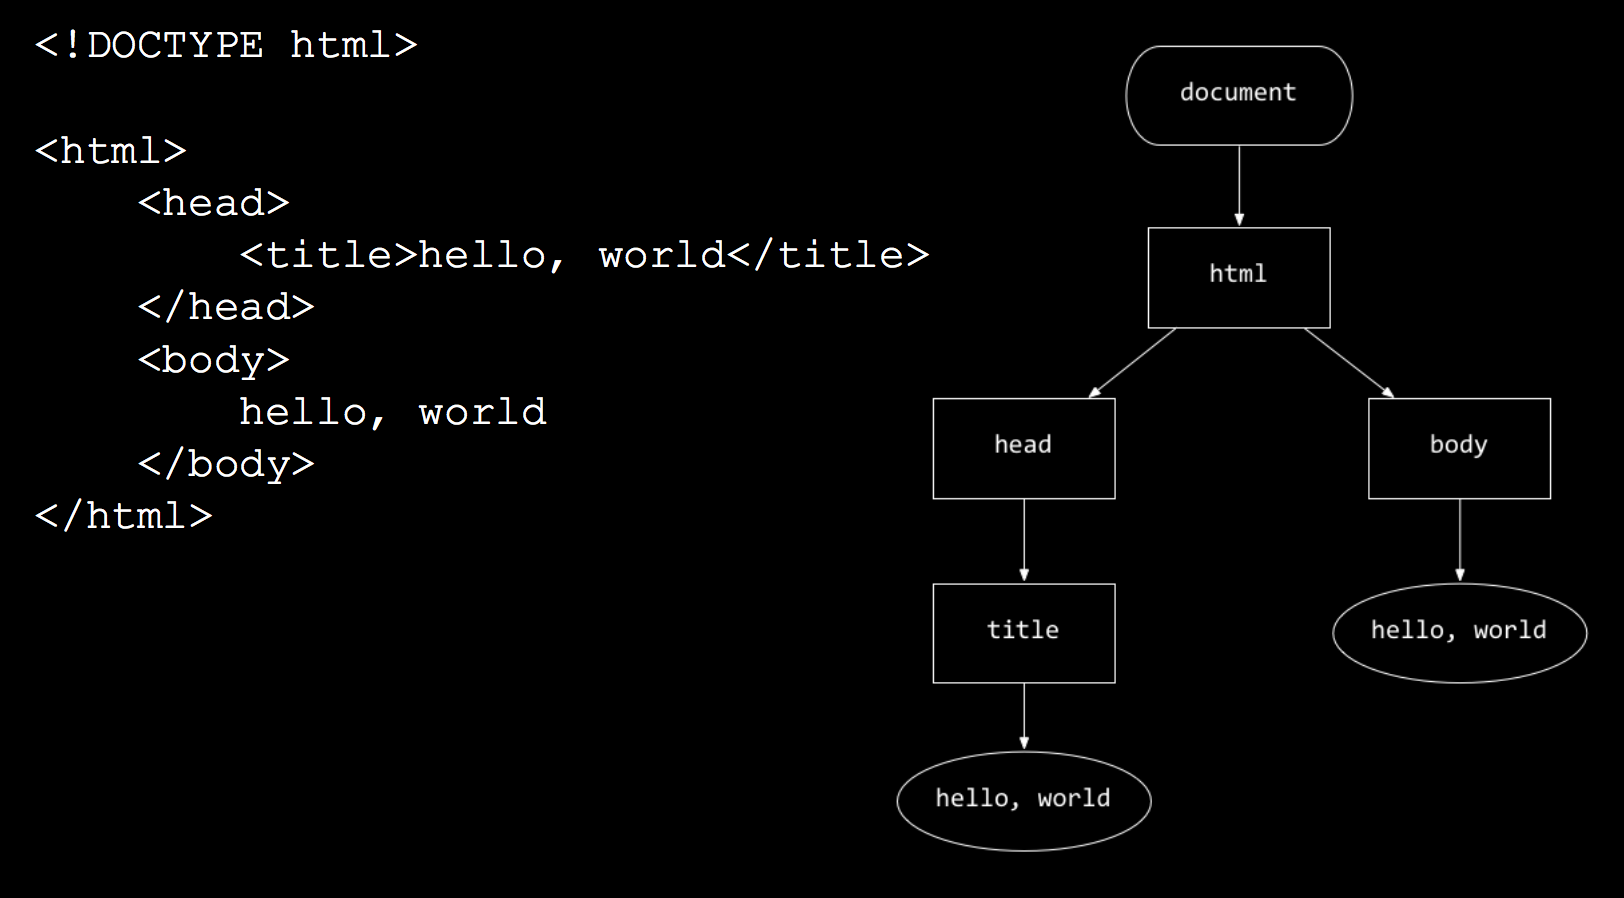 <!DOCTYPE html>
<html>
<head>
<title>hello, world</title>
</head>
<body>
hello, world
</body>
</html>
document
html
head
body
title
hello, world
hello, world